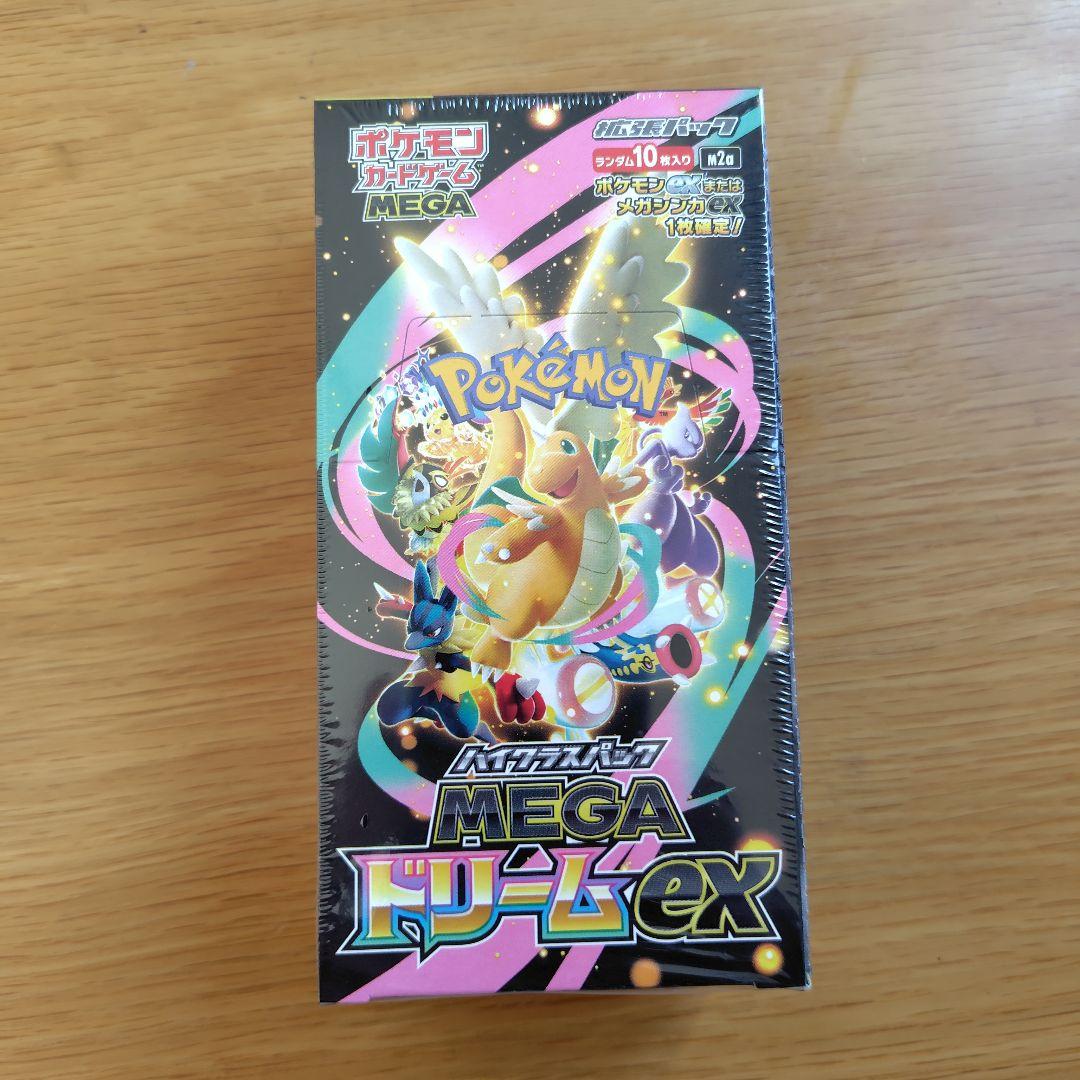 ポケモン
カードゲーム
MEGA
拡張パック
ランダム10枚入り M2a
ポケモンexまたは
メガシンカex
1枚確定!
POKÉMON
TM
ハイクラスパック
MEGA
ドリームex